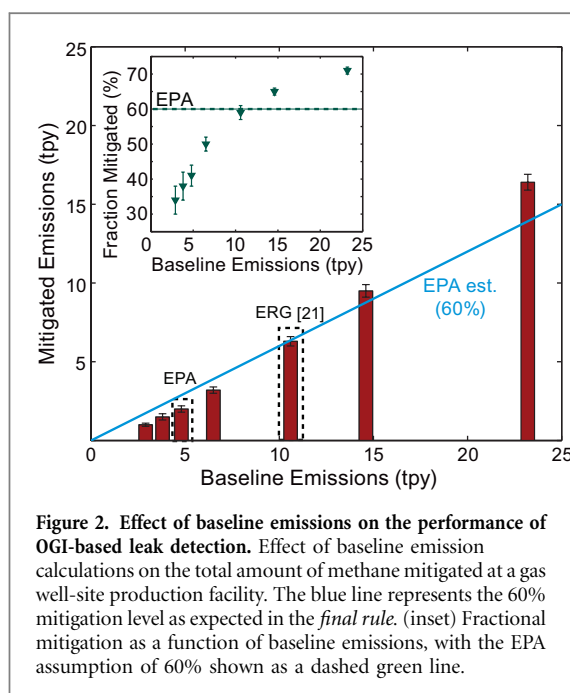 25
20
15
10
5
Mitigated Emissions (tpy)
70
60
50
40
30
Fraction Mitigated (%)
EPA
0 5 10 15 20 25
Baseline Emissions (tpy)
EPA est.
(60%)
ERG [21]
EPA
0 5 10 15 20 25
Baseline Emissions (tpy)
Figure 2. Effect of baseline emissions on the performance of
OGI-based leak detection. Effect of baseline emission
calculations on the total amount of methane mitigated at a gas
well-site production facility. The blue line represents the 60%
mitigation level as expected in the final rule. (inset) Fractional
mitigation as a function of baseline emissions, with the EPA
assumption of 60% shown as a dashed green line.